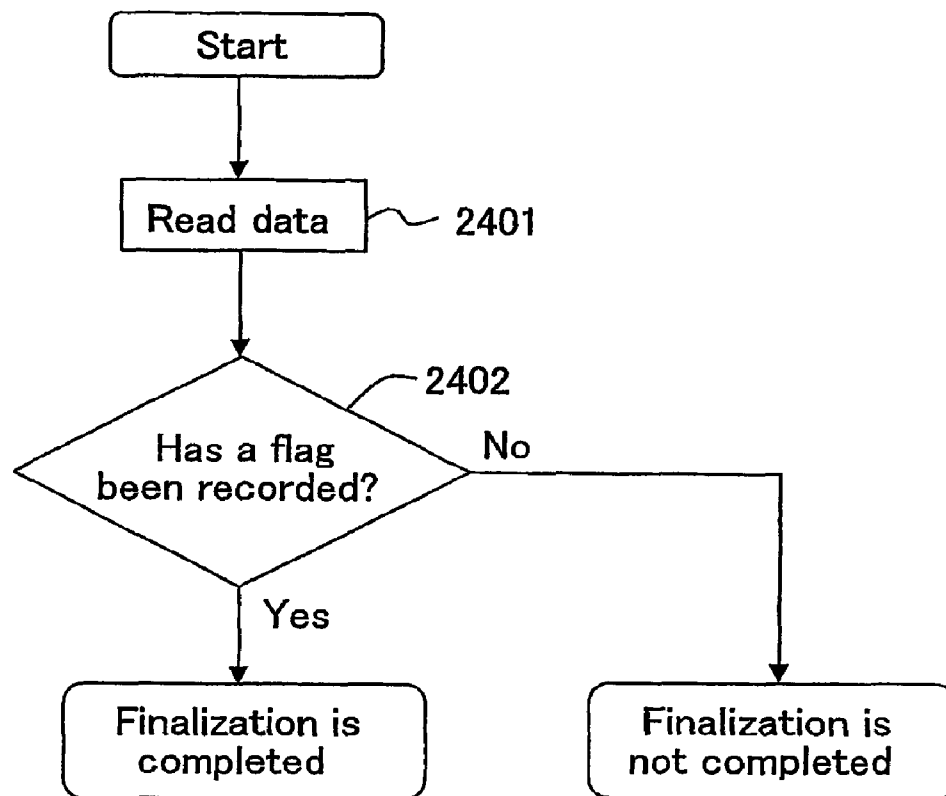 Start
Read data
2401
2402
Has a flag
been recorded?
No
Yes
Finalization is
completed
Finalization is
not completed